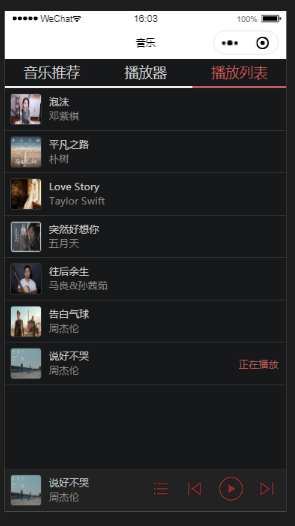 WeChat 16:03 100%
音乐
音乐推荐 播放器 播放列表
泡沫
邓紫棋
平凡之路
朴树
Love Story
Taylor Swift
突然好想你
五月天
往后余生
马良&孙茜茹
告白气球
周杰伦
说好不哭
周杰伦
正在播放
说好不哭
周杰伦